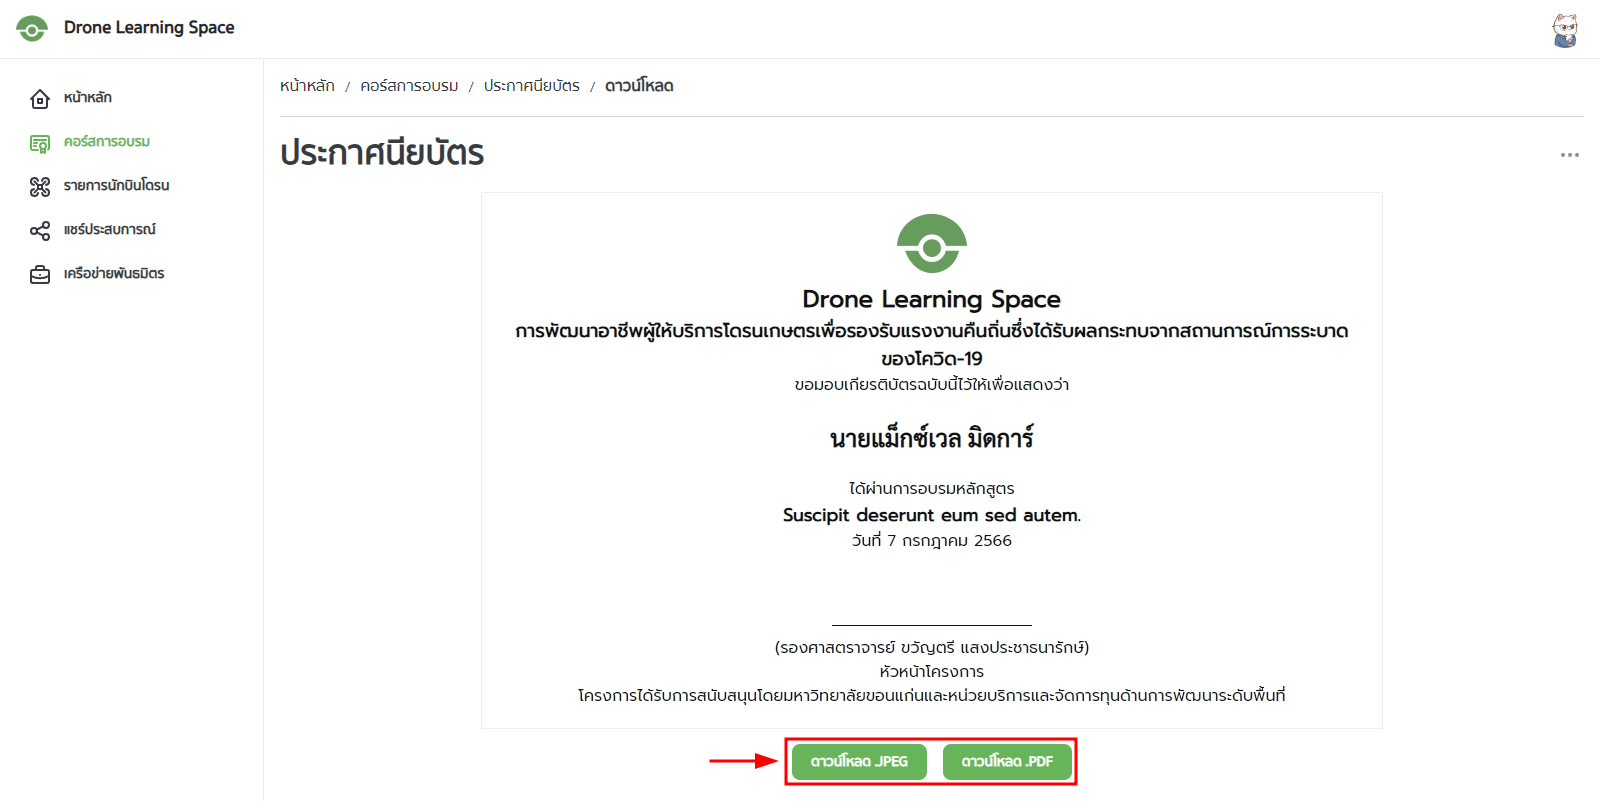 Drone Learning Space
หน้าหลัก
คอร์สการอบรม
รายการนักบินโดรน
แชร์ประสบการณ์
เครือข่ายพันธมิตร
หน้าหลัก / คอร์สการอบรม / ประกาศนียบัตร / ดาวน์โหลด
ประกาศนียบัตร
Drone Learning Space
การพัฒนาอาชีพผู้ให้บริการโดรนเกษตรเพื่อรองรับแรงงานคืนถิ่นซึ่งได้รับผลกระทบจากสถานการณ์การระบาด
ของโควิด-19
ขอมอบเกียรติบัตรฉบับนี้ไว้ให้เพื่อแสดงว่า
นายแม็กซ์เวล มิดการ์
ได้ผ่านการอบรมหลักสูตร
Suscipit deserunt eum sed autem.
วันที่ 7 กรกฎาคม 2566
(รองศาสตราจารย์ ขวัญตรี แสงประชาธนารักษ์)
หัวหน้าโครงการ
โครงการได้รับการสนับสนุนโดยมหาวิทยาลัยขอนแก่นและหน่วยบริการและจัดการทุนด้านการพัฒนาระดับพื้นที่
ดาวน์โหลด .JPEG
ดาวน์โหลด .PDF